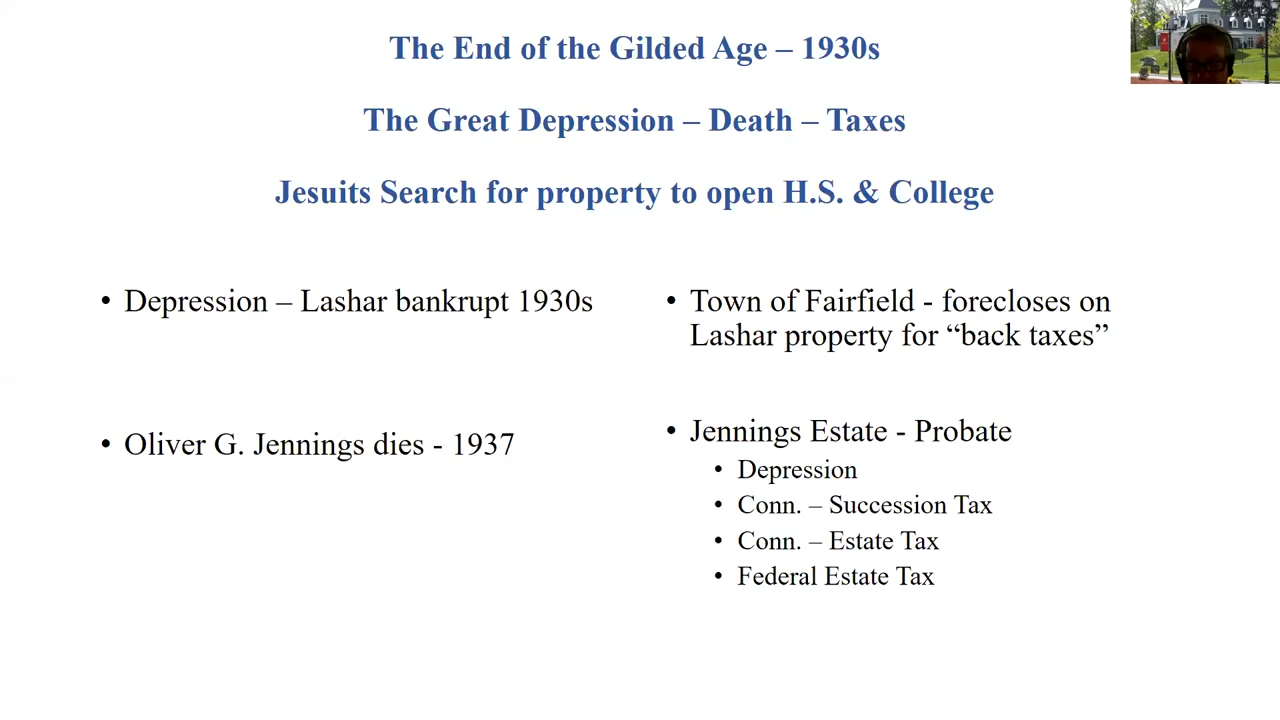 The End of the Gilded Age – 1930s
The Great Depression – Death – Taxes
Jesuits Search for property to open H.S. & College
• Depression – Lashar bankrupt 1930s
• Oliver G. Jennings dies - 1937
• Town of Fairfield - forecloses on
Lashar property for “back taxes”
• Jennings Estate - Probate
• Depression
• Conn. – Succession Tax
• Conn. – Estate Tax
• Federal Estate Tax